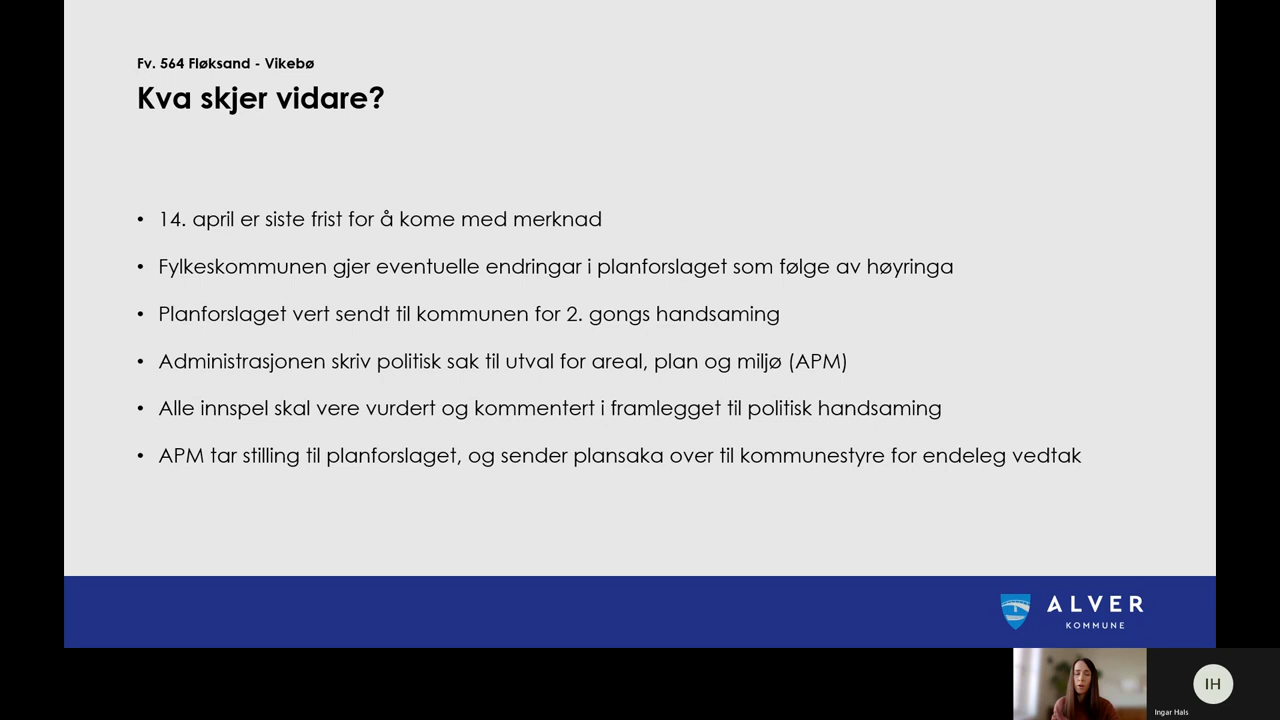 Fv. 564 Fløksand - Vikebø
Kva skjer vidare?
• 14. april er siste frist for å kome med merknad
• Fylkeskommunen gjer eventuelle endringar i planforslaget som følge av høyringa
• Planforslaget vert sendt til kommunen for 2. gongs handsaming
• Administrasjonen skriv politisk sak til utval for areal, plan og miljø (APM)
• Alle innspel skal vere vurdert og kommentert i framlegget til politisk handsaming
• APM tar stilling til planforslaget, og sender plansaka over til kommunestyre for endeleg vedtak
ALVER
KOMMUNE
IH
Ingar Hals